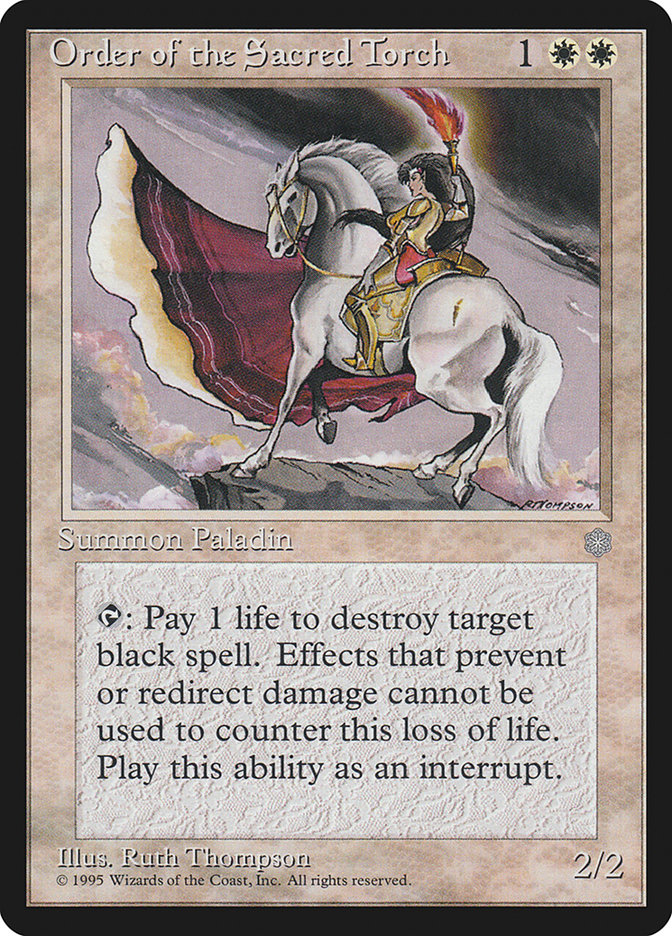 Order of the Sacred Torch 1
R.THOMPSON
Summon Paladin
: Pay 1 life to destroy target
black spell. Effects that prevent
or redirect damage cannot be
used to counter this loss of life.
Play this ability as an interrupt.
Illus. Ruth Thompson
2/2
© 1995 Wizards of the Coast, Inc. All rights reserved.